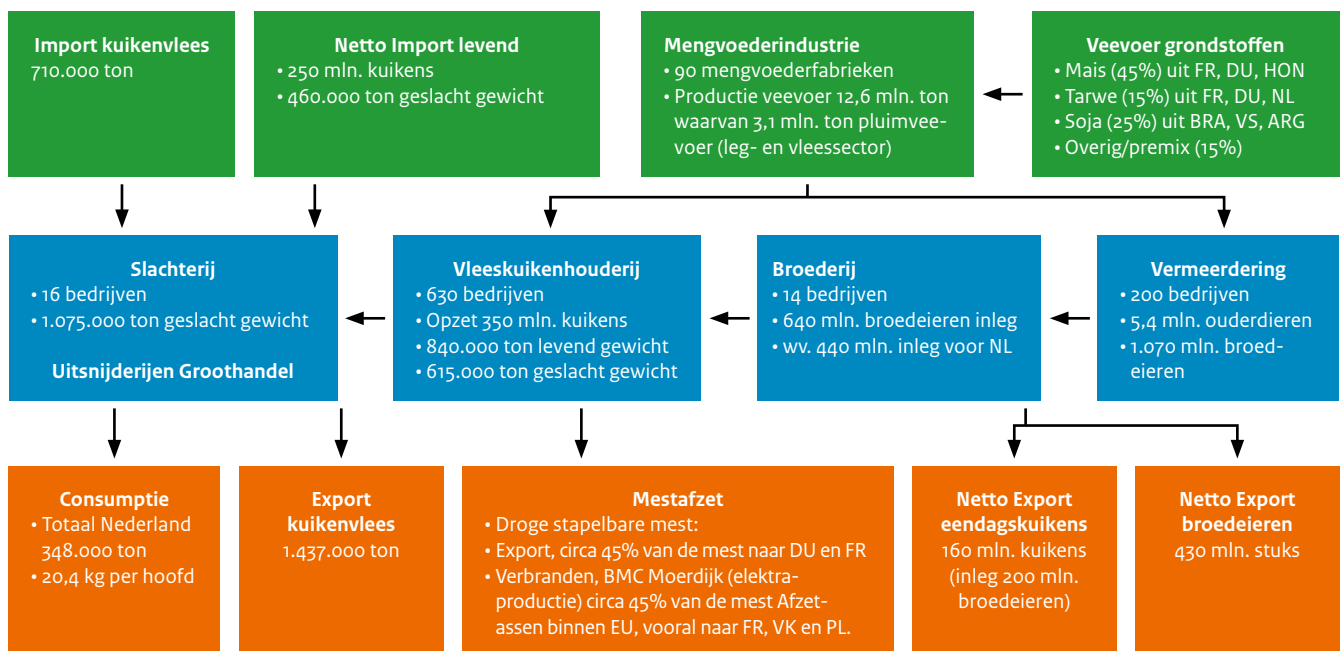 Import kuikenvlees
710.000 ton
Netto Import levend
• 250 mln. kuikens
• 460.000 ton geslacht gewicht
Mengvoederindustrie
• 90 mengvoederfabrieken
• Productie veevoer 12,6 mln. ton
waarvan 3,1 mln. ton pluimvee-
voer (leg- en vleessector)
Veevoer grondstoffen
• Mais (45%) uit FR, DU, HON
• Tarwe (15%) uit FR, DU, NL
• Soja (25%) uit BRA, VS, ARG
• Overig/premix (15%)
Slachterij
• 16 bedrijven
• 1.075.000 ton geslacht gewicht
Uitsnijderijen Groothandel
Vleeskuikenhouderij
• 630 bedrijven
• Opzet 350 mln. kuikens
• 840.000 ton levend gewicht
• 615.000 ton geslacht gewicht
Broederij
• 14 bedrijven
• 640 mln. broedeieren inleg
• wv. 440 mln. inleg voor NL
Vermeerdering
• 200 bedrijven
• 5,4 mln. ouderdieren
• 1.070 mln. broed-
eieren
Consumptie
• Totaal Nederland
348.000 ton
• 20,4 kg per hoofd
Export
kuikenvlees
1.437.000 ton
Mestafzet
• Droge stapelbare mest:
• Export, circa 45% van de mest naar DU en FR
• Verbranden, BMC Moerdijk (elektra-
productie) circa 45% van de mest Afzet-
assen binnen EU, vooral naar FR, VK en PL.
Netto Export
eendagskuikens
160 mln. kuikens
(inleg 200 mln.
broedeieren)
Netto Export
broedeieren
430 mln. stuks